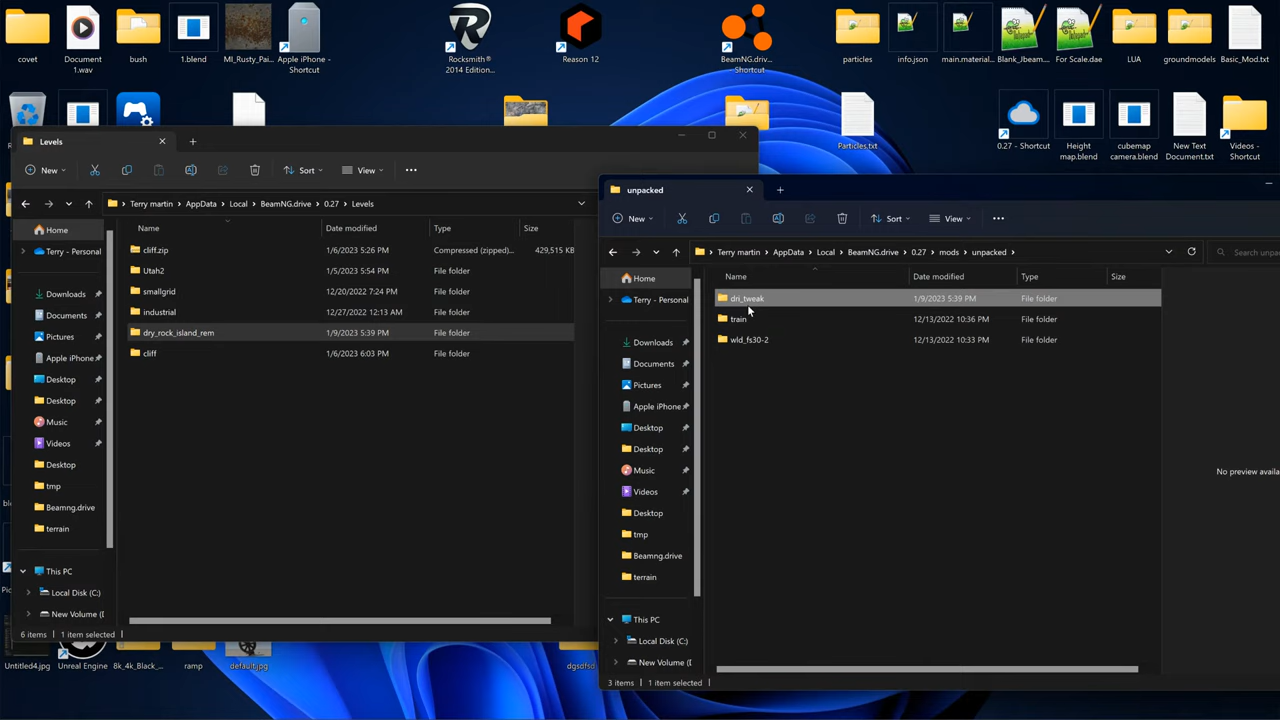 covet
Document 1.wav
bush
1.blend
MI_Rusty_Pai...
Apple iPhone - Shortcut
Rocksmith® 2014 Edition...
Reason 12
BeamNG.driv... - Shortcut
particles
info.json
main.material...
Blank_Jbeam....
For Scale.dae
LUA
groundmodels
Basic_Mod.txt
Particles.txt
0.27 - Shortcut
Height map.blend
cubemap camera.blend
New Text Document.txt
Videos - Shortcut
Levels
New
Sort
View
Terry martin > AppData > Local > BeamNG.drive > 0.27 > Levels
Name
Date modified
Type
Size
cliff.zip 1/6/2023 5:26 PM Compressed (zipped)... 429,515 KB
Utah2 1/5/2023 5:54 PM File folder
smallgrid 12/20/2022 7:24 PM File folder
industrial 12/27/2022 12:13 AM File folder
dry_rock_island_rem 1/9/2023 5:39 PM File folder
cliff 1/6/2023 6:03 PM File folder
Home
Terry - Personal
Downloads
Documents
Pictures
Apple iPhone
Desktop
Desktop
Music
Videos
Desktop
tmp
Beamng.drive
terrain
This PC
Local Disk (C:)
New Volume (I
6 items
1 item selected
unpacked
New
Sort
View
Terry martin > AppData > Local > BeamNG.drive > 0.27 > mods > unpacked >
Search unpa
Name
Date modified
Type
Size
dri_tweak 1/9/2023 5:39 PM File folder
train 12/13/2022 10:36 PM File folder
wld_fs30-2 12/13/2022 10:33 PM File folder
Home
Terry - Personal
Downloads
Documents
Pictures
Apple iPhone
Desktop
Desktop
Music
Videos
Desktop
tmp
Beamng.drive
terrain
This PC
Local Disk (C:)
New Volume (I
No preview availa
3 items
1 item selected
Untitled4.jpg
Unreal Engine
8k_4k_Black_...
ramp
default.jpg